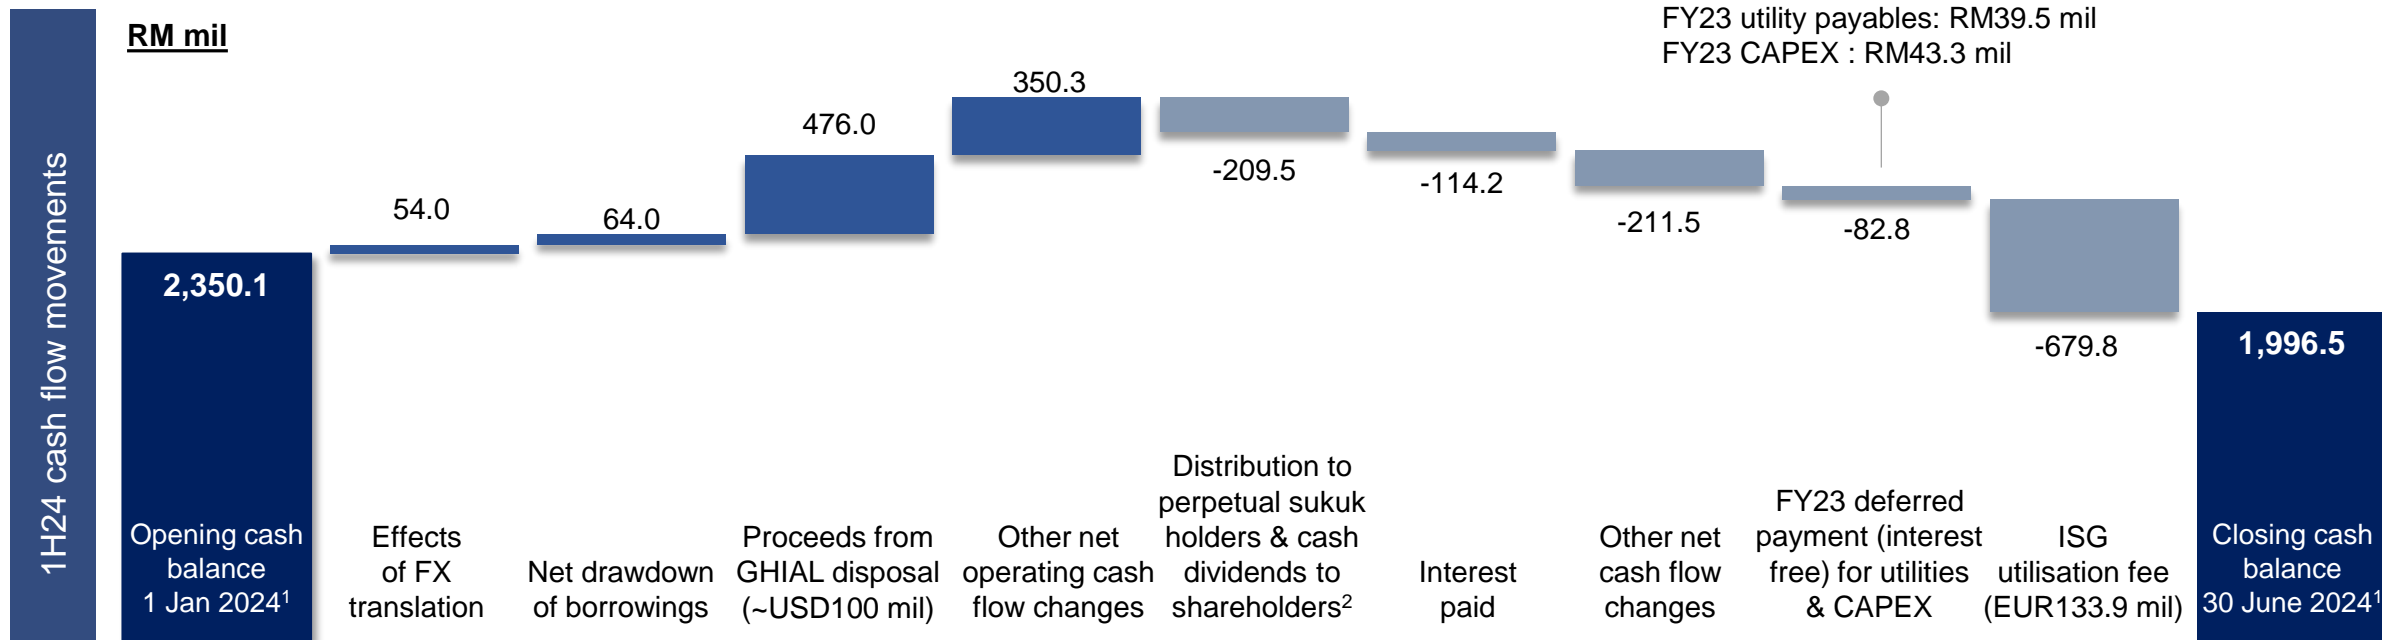 1H24 cash flow movements
RM mil
FY23 utility payables: RM39.5 mil
FY23 CAPEX : RM43.3 mil
2,350.1
54.0
64.0
476.0
350.3
-209.5
-114.2
-211.5
-82.8
-679.8
1,996.5
Opening cash
balance
1 Jan 2024¹
Effects
of FX
translation
Net drawdown
of borrowings
Proceeds from
GHIAL disposal
(~USD100 mil)
Other net
operating cash
flow changes
Distribution to
perpetual sukuk
holders & cash
dividends to
shareholders²
Interest
paid
Other net
cash flow
changes
FY23 deferred
payment (interest
free) for utilities
& CAPEX
ISG
utilisation fee
(EUR133.9 mil)
Closing cash
balance
30 June 2024¹